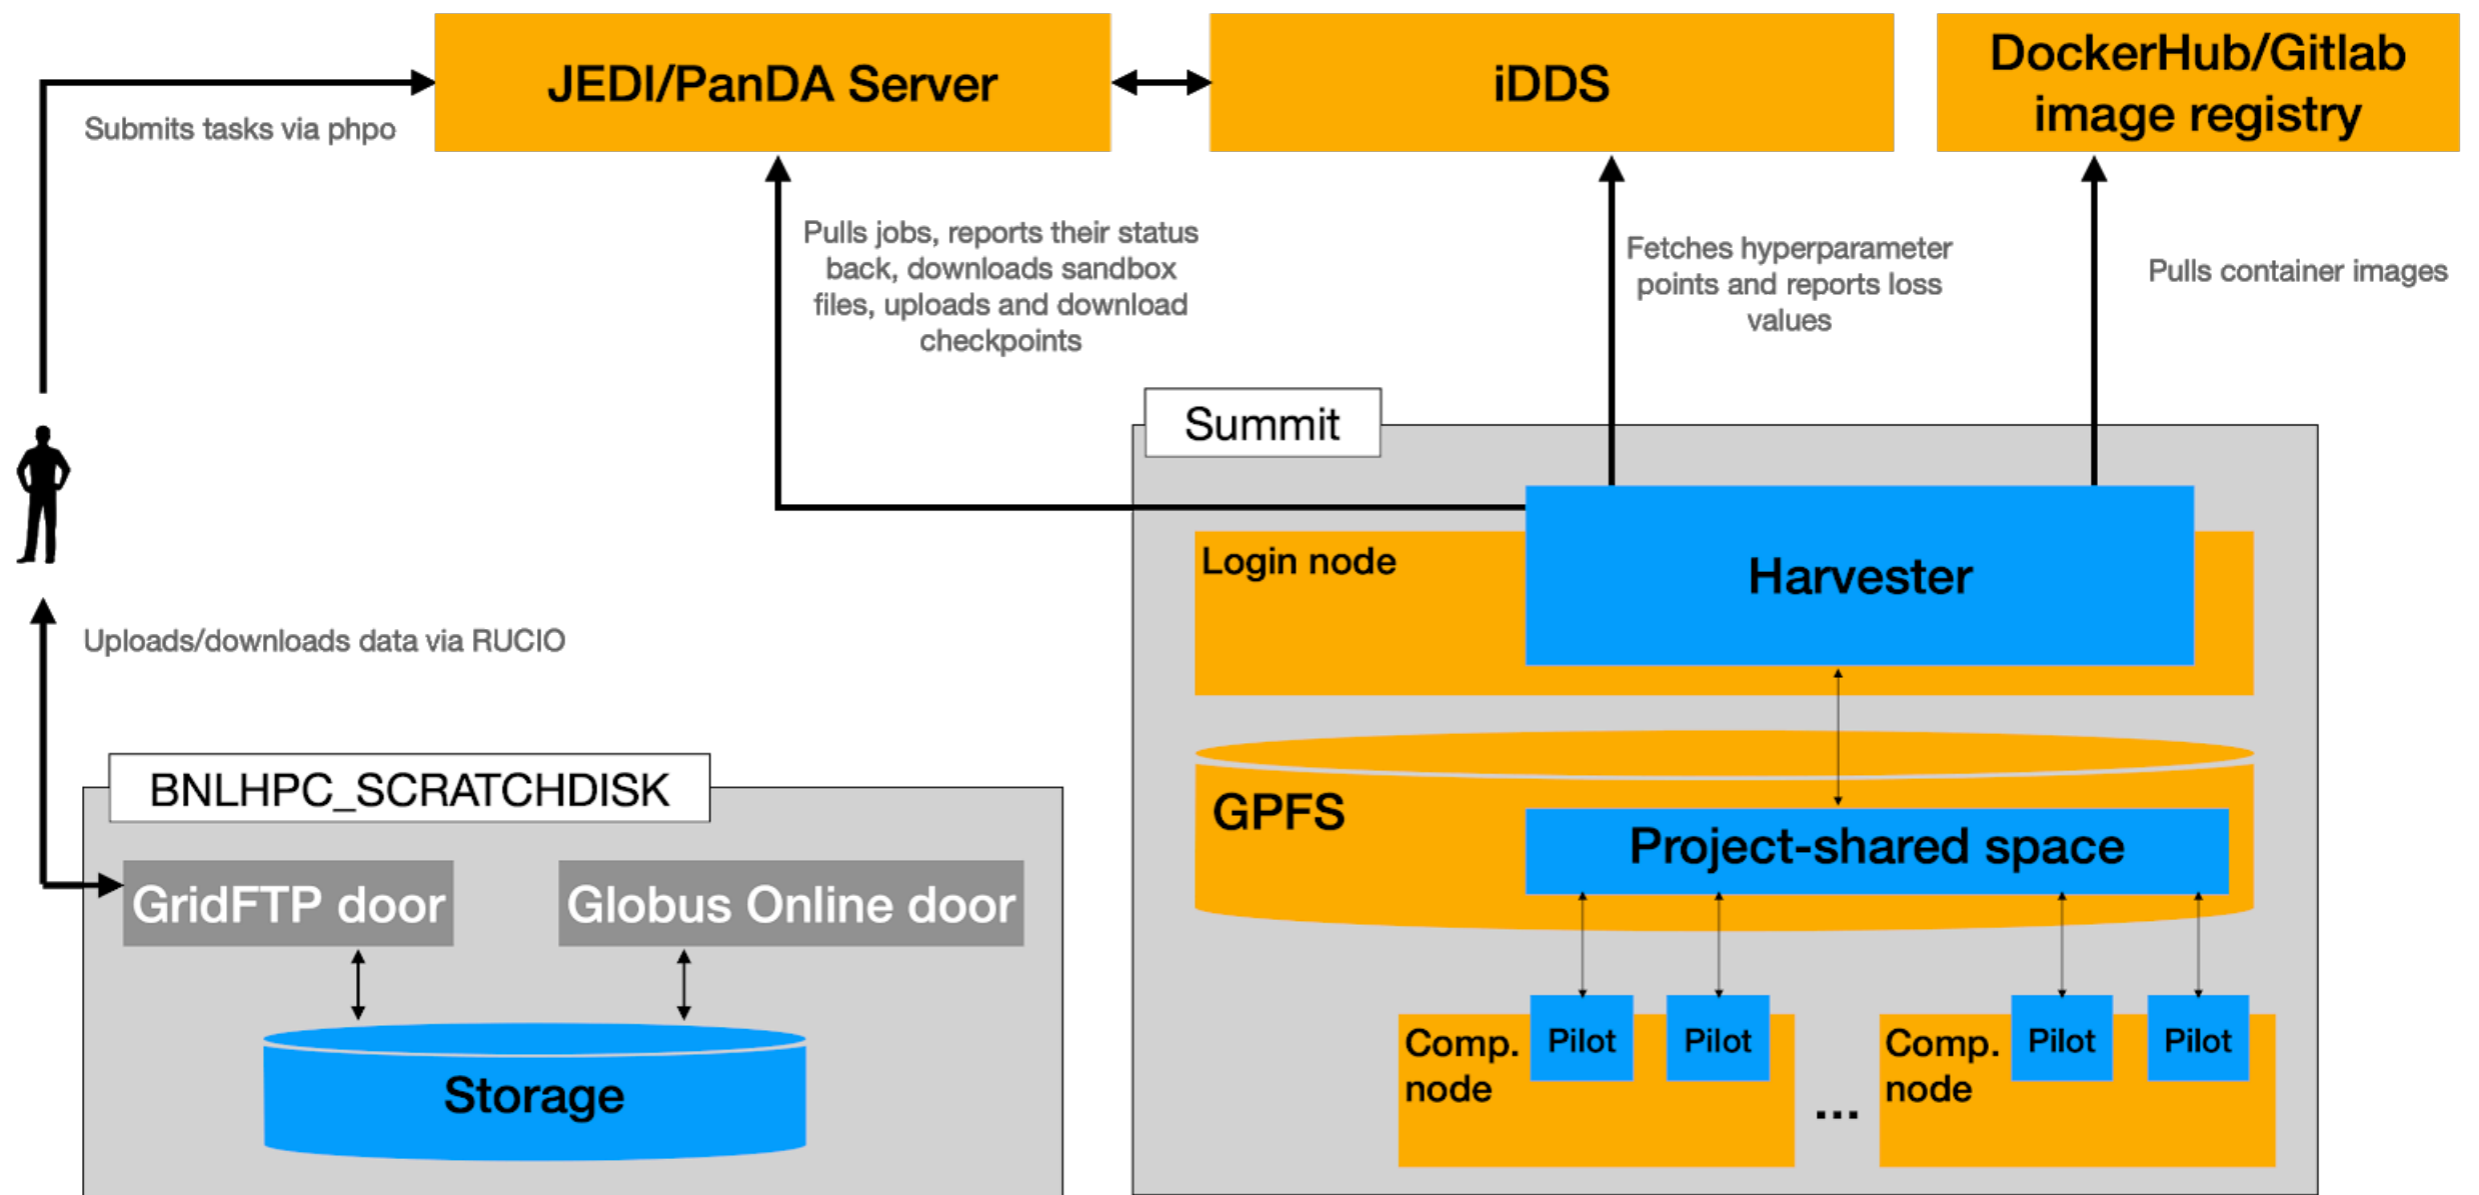 JEDI/PanDA Server
iDDS
DockerHub/Gitlab
image registry
Submits tasks via phpo
Pulls jobs, reports their status
back, downloads sandbox
files, uploads and download
checkpoints
Fetches hyperparameter
points and reports loss
values
Pulls container images
Summit
Login node
Harvester
Uploads/downloads data via RUCIO
BNLHPC_SCRATCHDISK
GPFS
Project-shared space
GridFTP door
Globus Online door
Storage
Comp.
node
Pilot
Pilot
...
Comp.
node
Pilot
Pilot